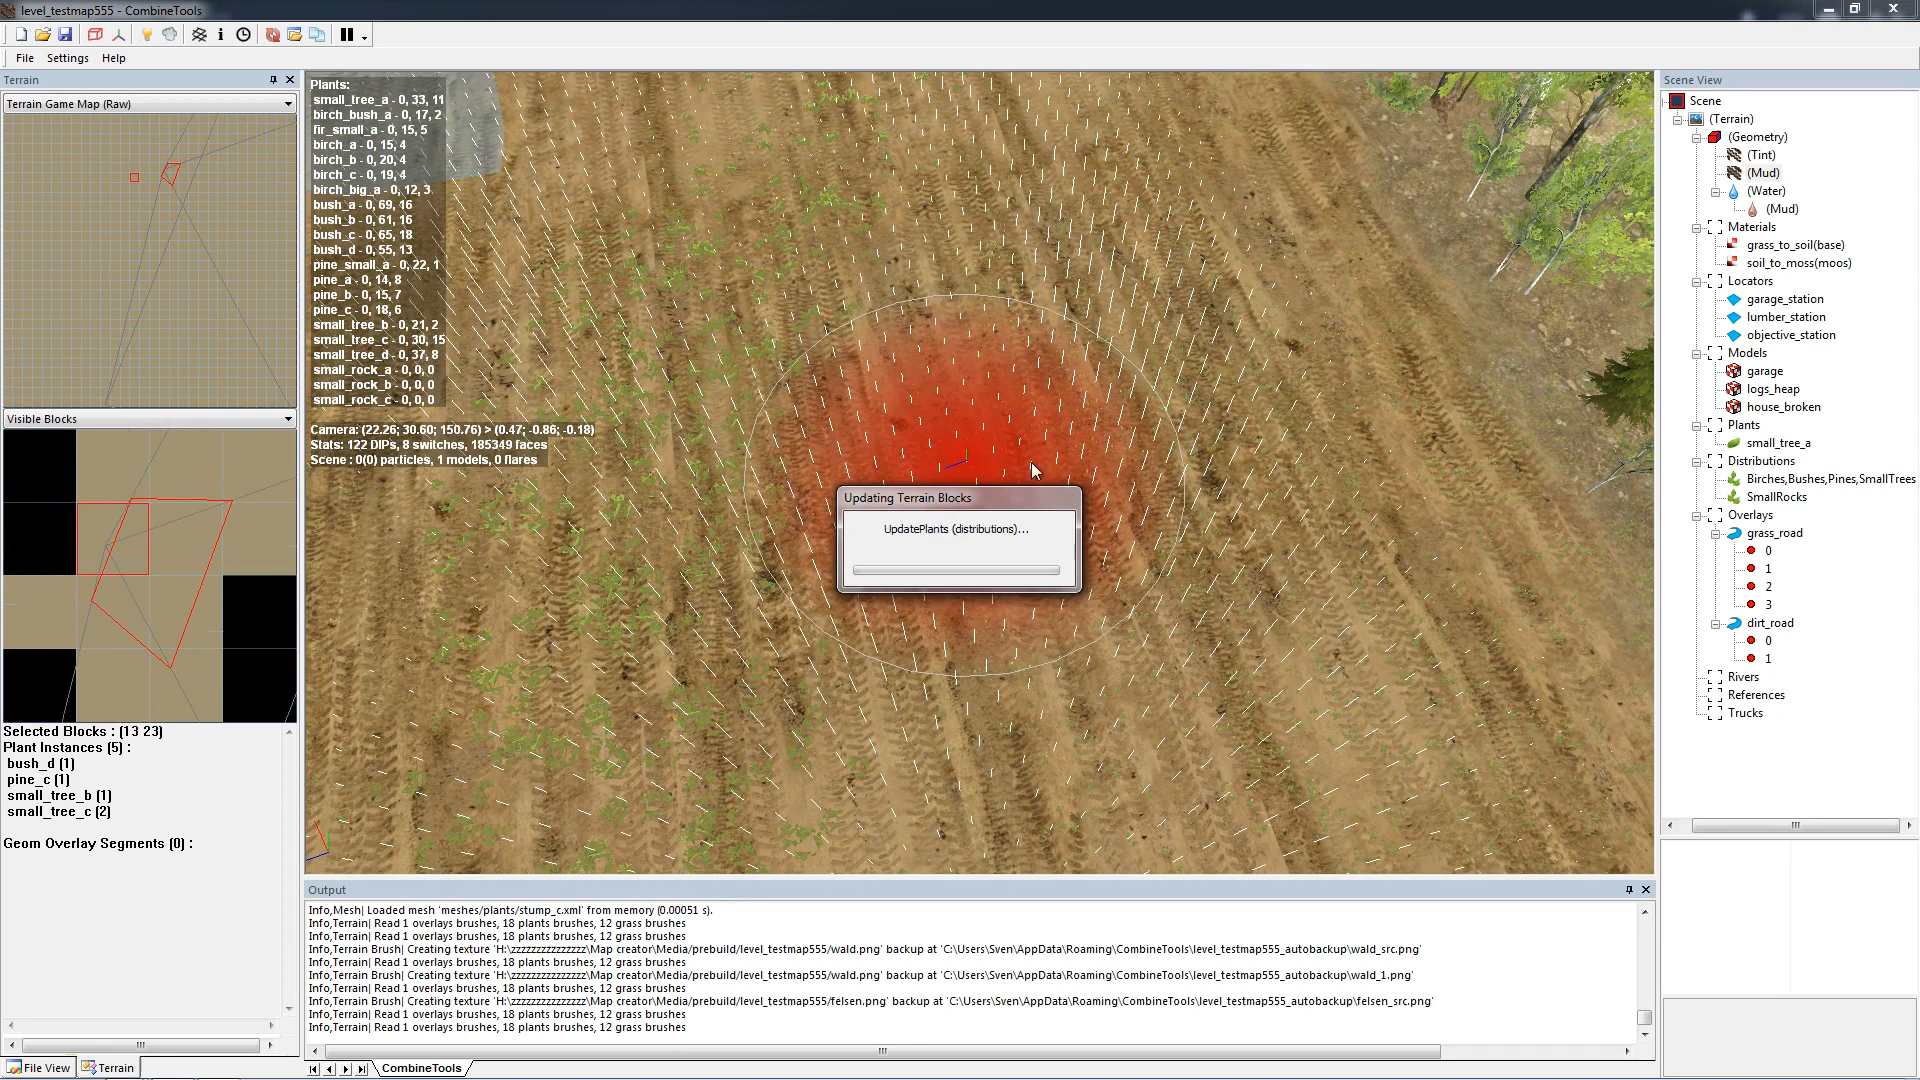 level_testmap555 - CombineTools
File Settings Help
Terrain
Terrain Game Map (Raw)
Visible Blocks
Selected Blocks : (13 23)
Plant Instances (5) :
bush_d (1)
pine_c (1)
small_tree_b (1)
small_tree_c (2)
Geom Overlay Segments (0) :
File View Terrain
Plants:
small_tree_a - 0, 33, 11
birch_bush_a - 0, 17, 2
fir_small_a - 0, 15, 5
birch_a - 0, 15, 4
birch_b - 0, 20, 4
birch_c - 0, 19, 4
birch_big_a - 0, 12, 3
bush_a - 0, 69, 16
bush_b - 0, 61, 16
bush_c - 0, 65, 18
bush_d - 0, 55, 13
pine_small_a - 0, 22, 1
pine_a - 0, 14, 8
pine_b - 0, 15, 7
pine_c - 0, 18, 6
small_tree_b - 0, 21, 2
small_tree_c - 0, 30, 15
small_tree_d - 0, 37, 8
small_rock_a - 0, 0, 0
small_rock_b - 0, 0, 0
small_rock_c - 0, 0, 0
Camera: (22.26; 30.60; 150.76) > (0.47; -0.86; -0.18)
Stats: 122 DIPs, 8 switches, 185349 faces
Scene : 0(0) particles, 1 models, 0 flares
Updating Terrain Blocks
UpdatePlants (distributions)...
Output
Info,Mesh| Loaded mesh 'meshes/plants/stump_c.xml' from memory (0.00051 s).
Info,Terrain| Read 1 overlays brushes, 18 plants brushes, 12 grass brushes
Info,Terrain| Read 1 overlays brushes, 18 plants brushes, 12 grass brushes
Info,Terrain Brush| Creating texture 'H:\zzzzzzzzzzzzzzz\Map creator\Media/prebuild/level_testmap555/wald.png' backup at 'C:\Users\Sven\AppData\Roaming\CombineTools\level_testmap555_autobackup\wald_src.png'
Info,Terrain| Read 1 overlays brushes, 18 plants brushes, 12 grass brushes
Info,Terrain Brush| Creating texture 'H:\zzzzzzzzzzzzzzz\Map creator\Media/prebuild/level_testmap555/wald.png' backup at 'C:\Users\Sven\AppData\Roaming\CombineTools\level_testmap555_autobackup\wald_1.png'
Info,Terrain| Read 1 overlays brushes, 18 plants brushes, 12 grass brushes
Info,Terrain Brush| Creating texture 'H:\zzzzzzzzzzzzzzz\Map creator\Media/prebuild/level_testmap555/felsen.png' backup at 'C:\Users\Sven\AppData\Roaming\CombineTools\level_testmap555_autobackup\felsen_src.png'
Info,Terrain| Read 1 overlays brushes, 18 plants brushes, 12 grass brushes
Info,Terrain| Read 1 overlays brushes, 18 plants brushes, 12 grass brushes
CombineTools
Scene View
Scene
(Terrain)
(Geometry)
(Tint)
(Mud)
(Water)
(Mud)
Materials
grass_to_soil(base)
soil_to_moss(moos)
Locators
garage_station
lumber_station
objective_station
Models
garage
logs_heap
house_broken
Plants
small_tree_a
Distributions
Birches,Bushes,Pines,SmallTrees
SmallRocks
Overlays
grass_road
0
1
2
3
dirt_road
0
1
Rivers
References
Trucks